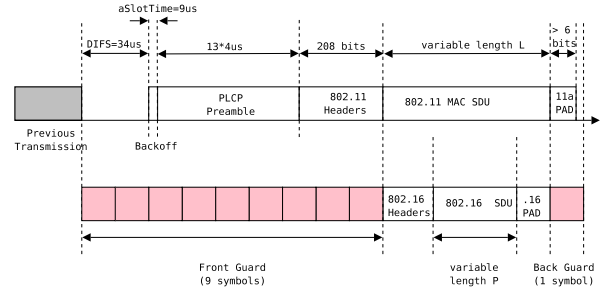 aSlotTime=9us
DIFS=34us
13*4us
208 bits
variable length L
> 6
bits
PLCP
Preamble
802.11
Headers
802.11 MAC SDU
11a
PAD
Previous
Transmission
Backoff
802.16
Headers
802.16 SDU
.16
PAD
Front Guard
(9 symbols)
variable
length P
Back Guard
(1 symbol)